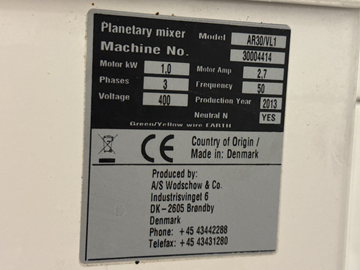 Planetary mixer Model AR30/VL1
Machine No. 30004414
Motor kW 1.0 Motor Amp 2.7
Phases 3 Frequency 50
Voltage 400 Production Year 2013
Neutral N YES
Green/Yellow wire EARTH
CE Country of Origin /
Made in: Denmark
Produced by:
A/S Wodschow & Co.
Industrisvinget 6
DK-2605 Brøndby
Denmark
Phone: +45 43442288
Telefax: +45 43431280